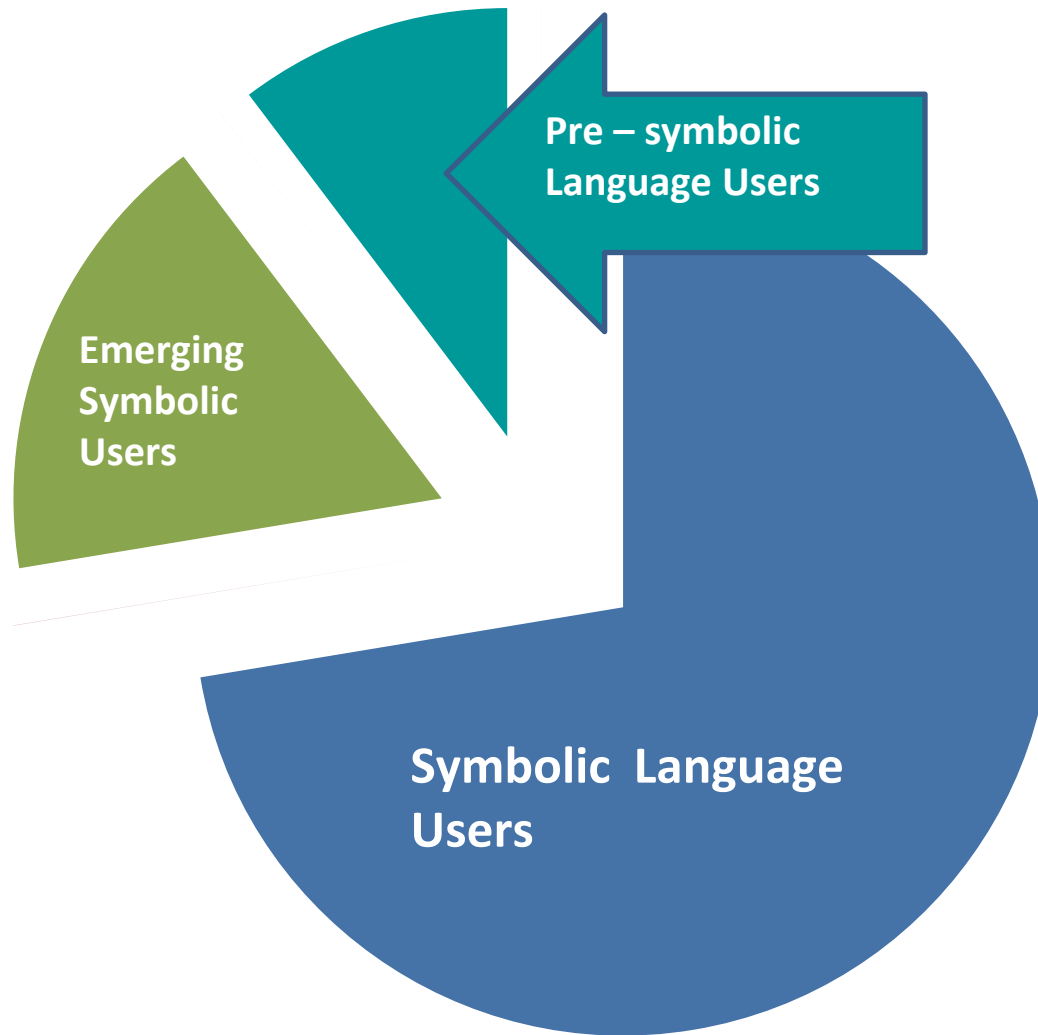 Pre – symbolic
Language Users
Emerging
Symbolic
Users
Symbolic  Language
Users